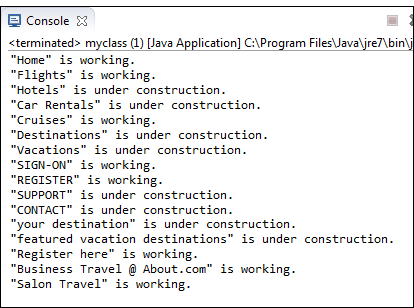 Console
<terminated> myclass (1) [Java Application] C:\Program Files\Java\jre7\bin\j
"Home" is working.
"Flights" is working.
"Hotels" is under construction.
"Car Rentals" is under construction.
"Cruises" is working.
"Destinations" is under construction.
"Vacations" is under construction.
"SIGN-ON" is working.
"REGISTER" is working.
"SUPPORT" is under construction.
"CONTACT" is under construction.
"your destination" is under construction.
"featured vacation destinations" is under construction.
"Register here" is working.
"Business Travel @ About.com" is working.
"Salon Travel" is working.